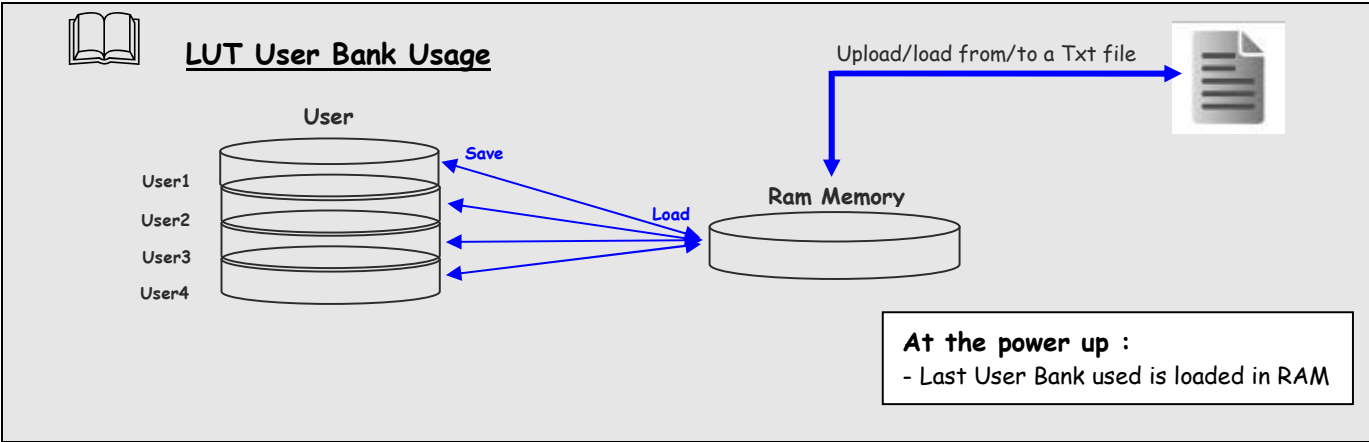 LUT User Bank Usage
Upload/load from/to a Txt file
User
Save
User1
Ram Memory
Load
User2
User3
User4
At the power up :
- Last User Bank used is loaded in RAM